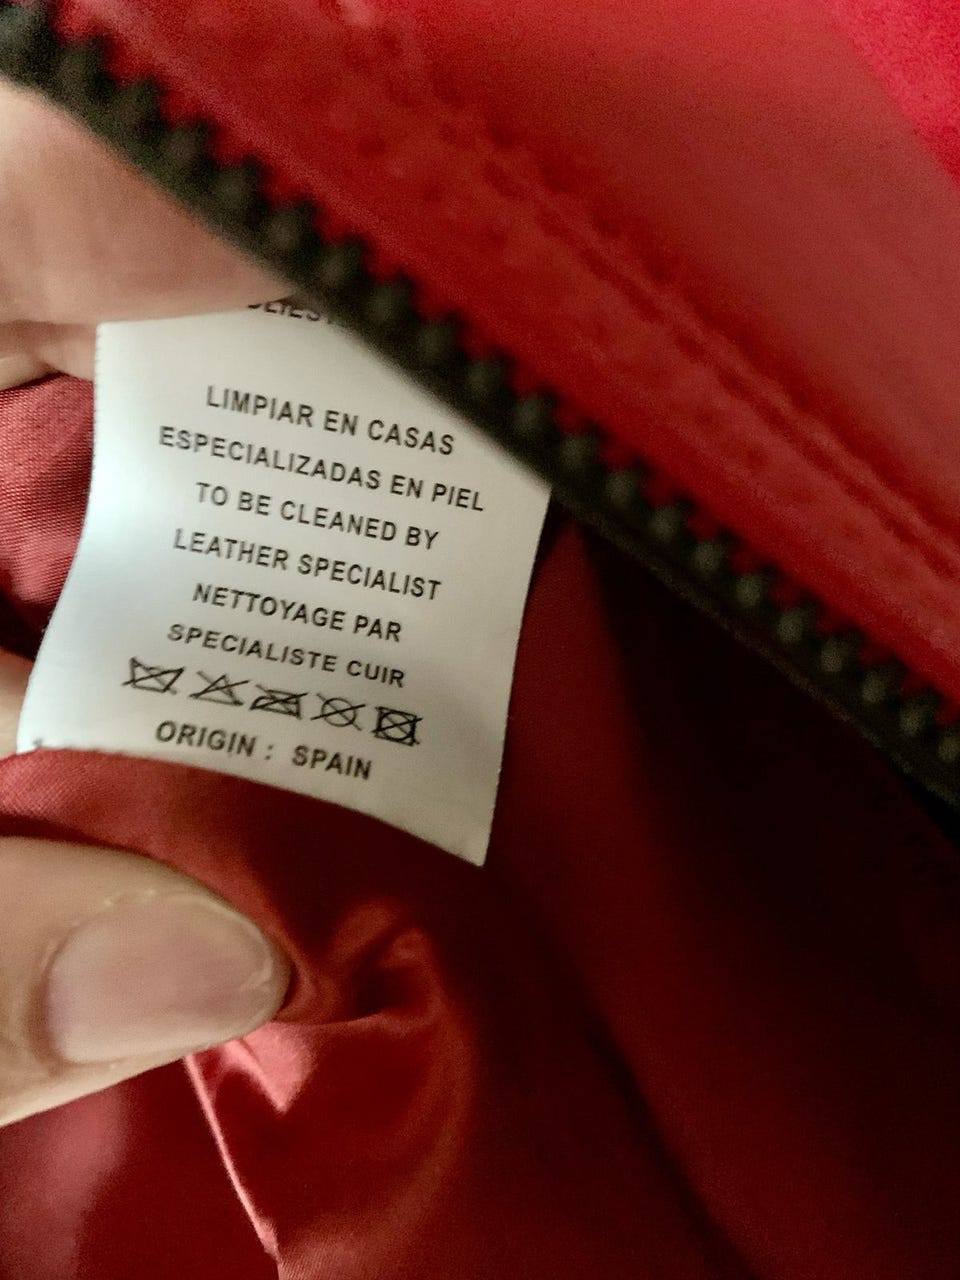 LIMPIAR EN CASAS
ESPECIALIZADAS EN PIEL
TO BE CLEANED BY
LEATHER SPECIALIST
NETTOYAGE PAR
SPECIALISTE CUIR
ORIGIN : SPAIN